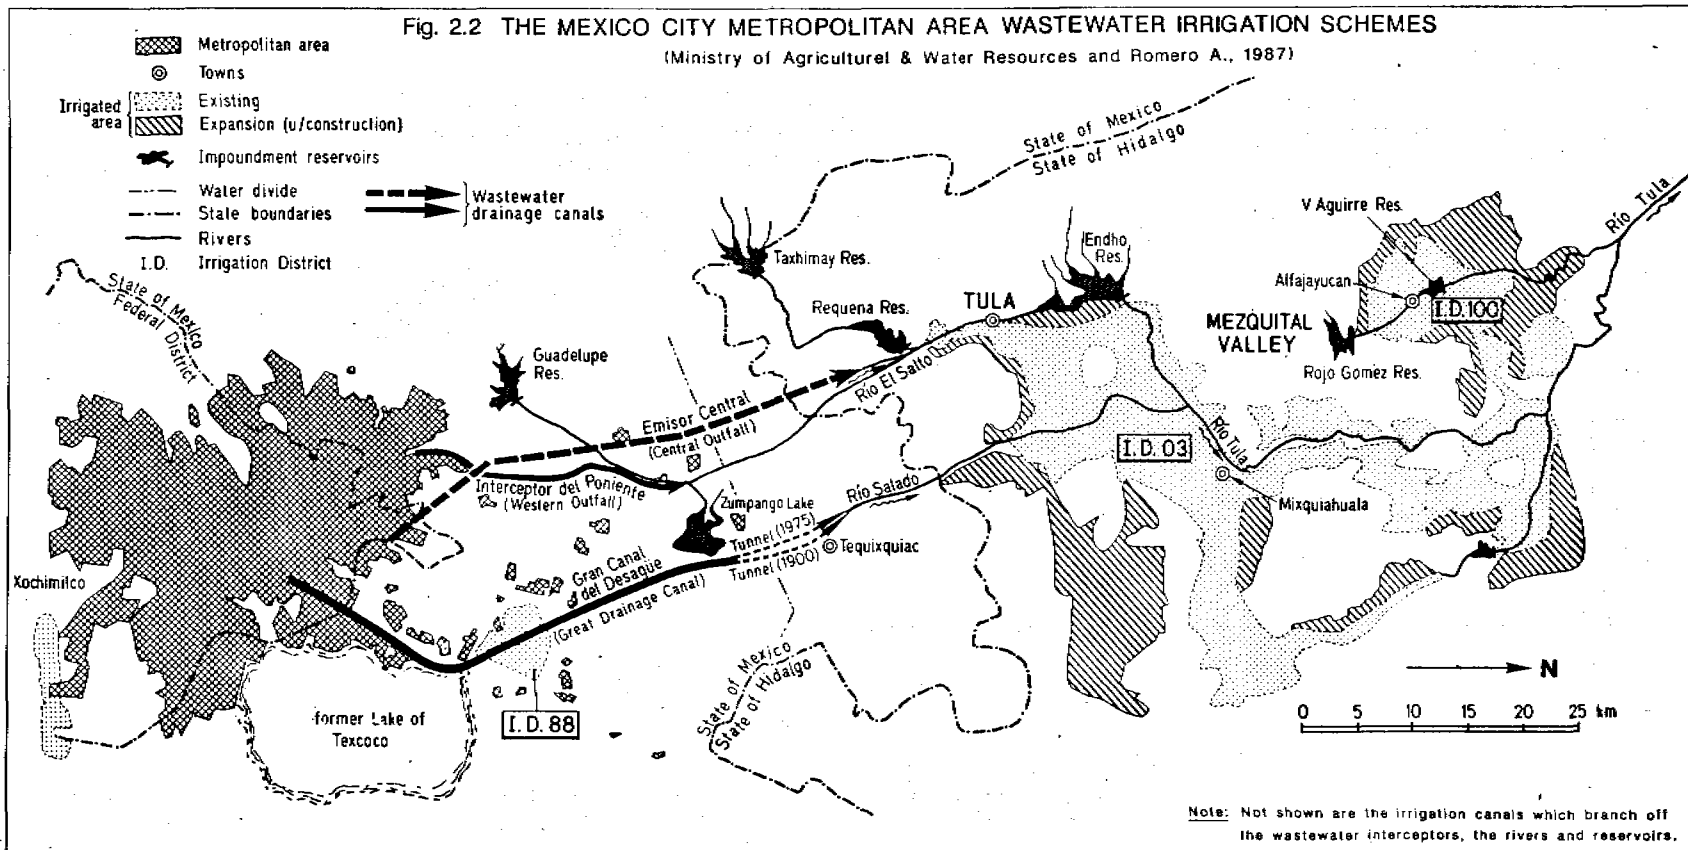 Fig. 2.2 THE MEXICO CITY METROPOLITAN AREA WASTEWATER IRRIGATION SCHEMES
(Ministry of Agriculturel & Water Resources and Romero A., 1987)
Metropolitan area
Towns
Irrigated area
Existing
Expansion (u/construction)
Impoundment reservoirs
Water divide
State boundaries
Rivers
I.D. Irrigation District
Wastewater
drainage canals
State of Mexico
State of Hidalgo
State of Mexico
Federal District
Taxhimay Res.
Requena Res.
Guadelupe
Res.
Endho
Res.
TULA
V Aguirre Res.
Alfajayucan
I.D.100
MEZQUITAL
VALLEY
Rojo Gomez Res.
Río Tula
Emisor Central
(Central Outfall)
Río El Salto
Interceptor del Poniente
(Western Outfall)
Zumpango Lake
Río Salado
Tunnel (1975)
Tunnel (1900)
Tequixquiac
Gran Canal
del Desagüe
(Great Drainage Canal)
I.D.03
Río Tula
Mixquiahuala
Xochimilco
former Lake of
Texcoco
I.D.88
State of Mexico
State of Hidalgo
N
0 5 10 15 20 25 km
Note: Not shown are the irrigation canals which branch off
the wastewater interceptors, the rivers and reservoirs.